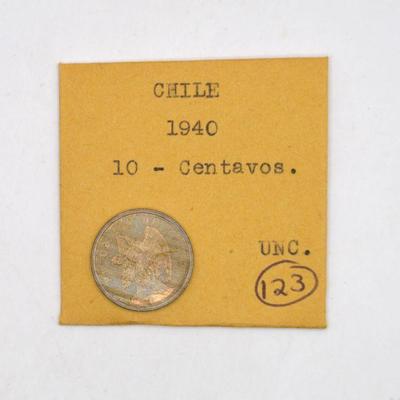 CHILE
1940
10 - Centavos.
UNC.
123